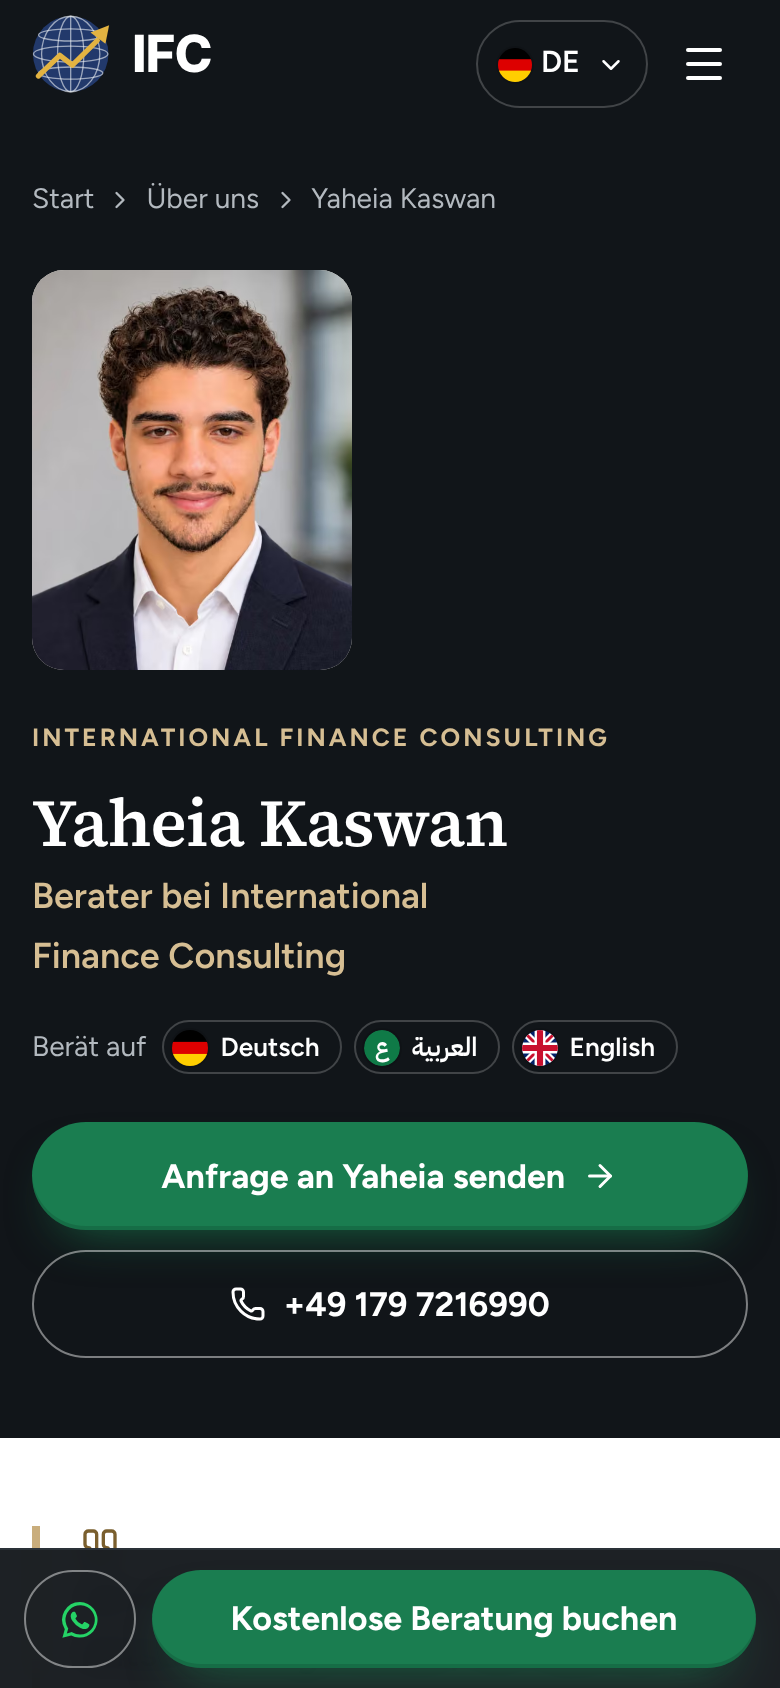 IFC
DE
Start > Über uns > Yaheia Kaswan
INTERNATIONAL FINANCE CONSULTING
Yaheia Kaswan
Berater bei International
Finance Consulting
Berät auf Deutsch ع العربية English
Anfrage an Yaheia senden →
+49 179 7216990
Kostenlose Beratung buchen